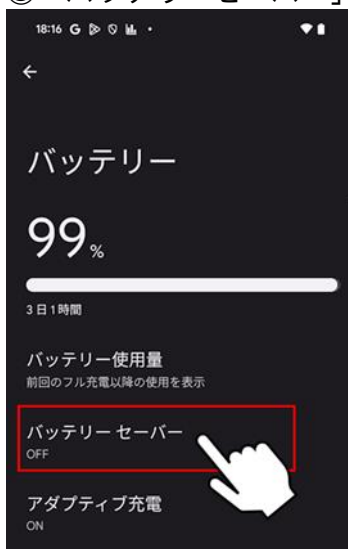 18:16 G
バッテリー
99%
3日1時間
バッテリー使用量
前回のフル充電以降の使用を表示
バッテリー セーバー
OFF
アダプティブ充電
ON